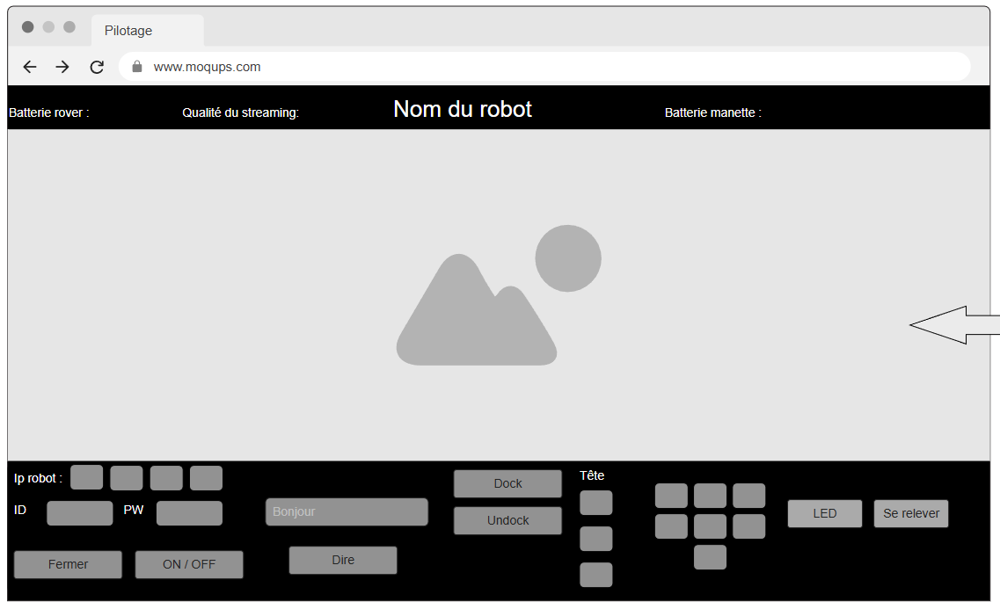 Pilotage
www.moqups.com
Batterie rover :
Qualité du streaming:
Nom du robot
Batterie manette :
Ip robot :
ID
PW
Fermer
ON / OFF
Bonjour
Dire
Dock
Undock
Tête
LED
Se relever